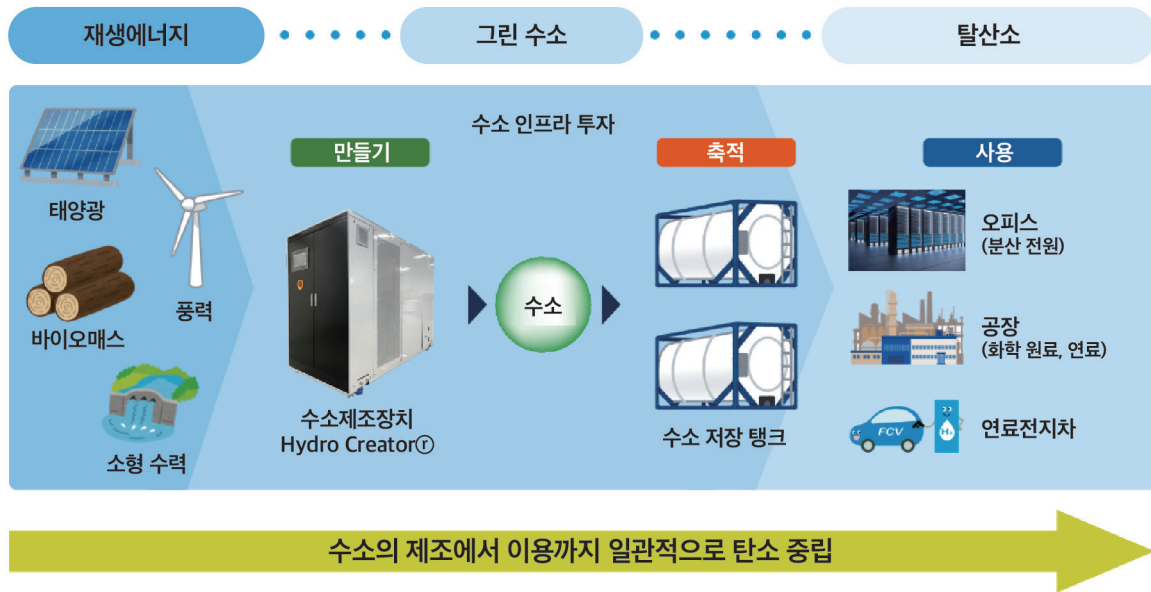 재생에너지
그린 수소
탈산소
수소 인프라 투자
만들기
축적
사용
태양광
풍력
바이오매스
소형 수력
수소제조장치
Hydro Creatorⓡ
수소
수소 저장 탱크
오피스
(분산 전원)
공장
(화학 원료, 연료)
FCV
H₂
연료전지차
수소의 제조에서 이용까지 일관적으로 탄소 중립